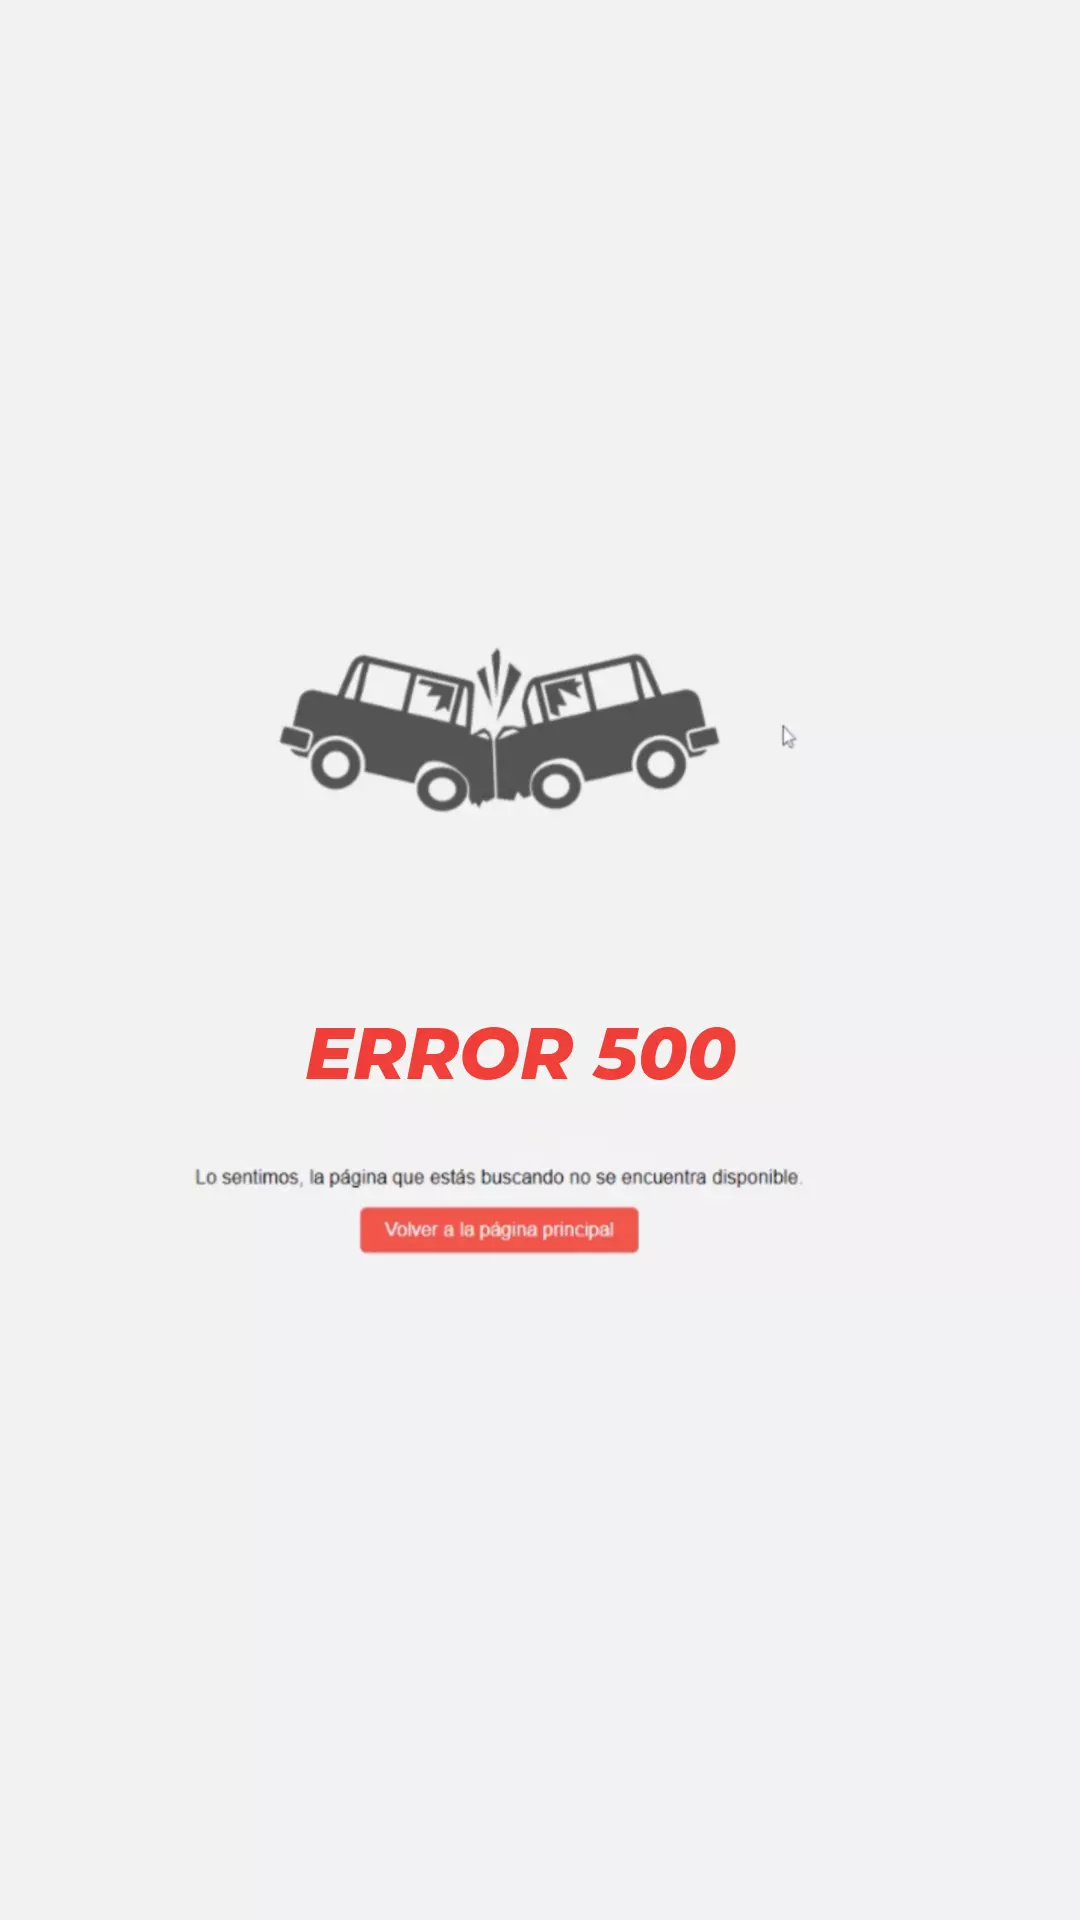 ERROR 500
Lo sentimos, la página que estás buscando no se encuentra disponible.
Volver a la página principal